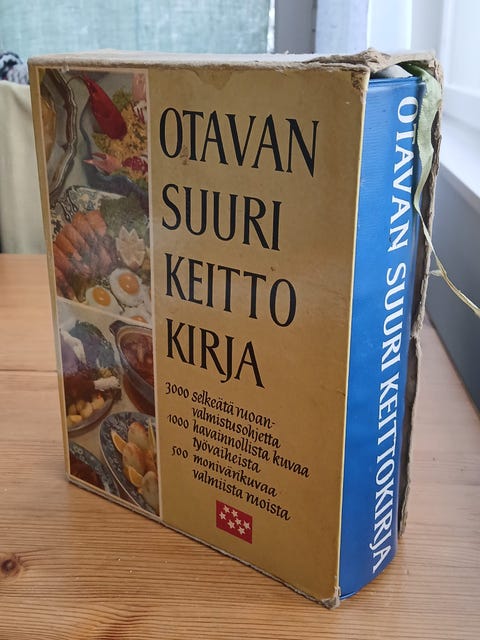 OTAVAN
SUURI
KEITTO
KIRJA
3000 selkeätä ruoan-
valmistusohjetta
1000 havainnollista kuvaa
työvaiheista
500 monivärikuvaa
valmiista ruoista
OTAVAN SUURI KEITTOKIRJA